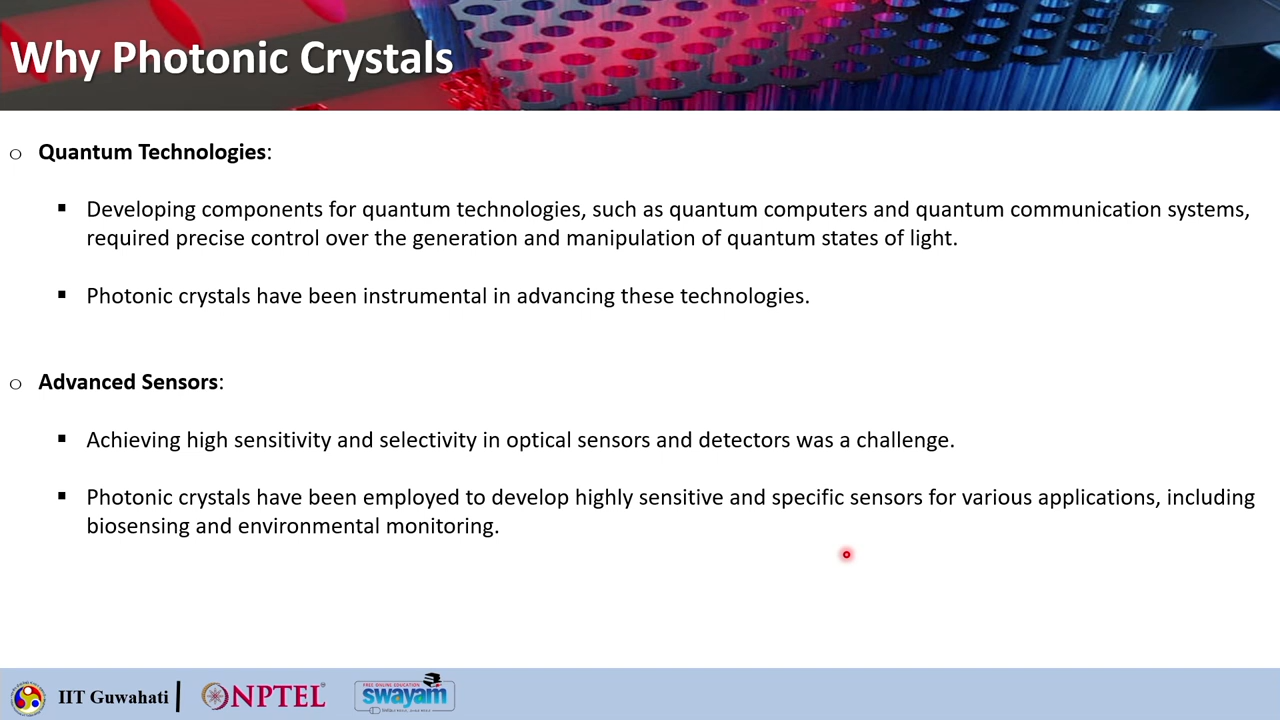 Why Photonic Crystals
o Quantum Technologies:
▪ Developing components for quantum technologies, such as quantum computers and quantum communication systems,
required precise control over the generation and manipulation of quantum states of light.
▪ Photonic crystals have been instrumental in advancing these technologies.
o Advanced Sensors:
▪ Achieving high sensitivity and selectivity in optical sensors and detectors was a challenge.
▪ Photonic crystals have been employed to develop highly sensitive and specific sensors for various applications, including
biosensing and environmental monitoring.
IIT Guwahati
NPTEL
FREE ONLINE EDUCATION
swayam